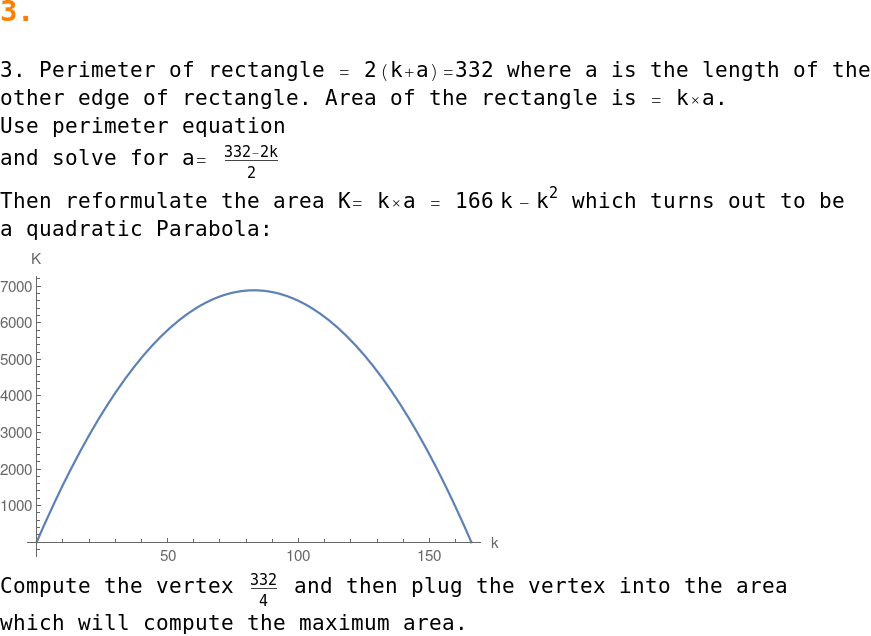 3.
3. Perimeter of rectangle = 2(k+a)=332 where a is the length of the
other edge of rectangle. Area of the rectangle is = k×a.
Use perimeter equation
and solve for a= \frac{332-2k}{2}
Then reformulate the area K= k×a = 166 k - k^2 which turns out to be
a quadratic Parabola:
K
7000
6000
5000
4000
3000
2000
1000
50 100 150 k
Compute the vertex \frac{332}{4} and then plug the vertex into the area
which will compute the maximum area.